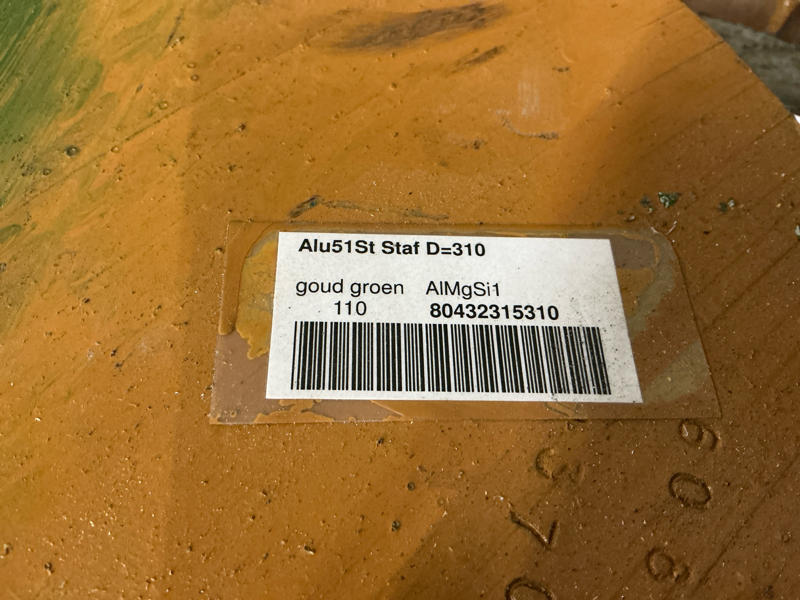 Alu51St Staf D=310
goud groen AlMgSi1
110 80432315310